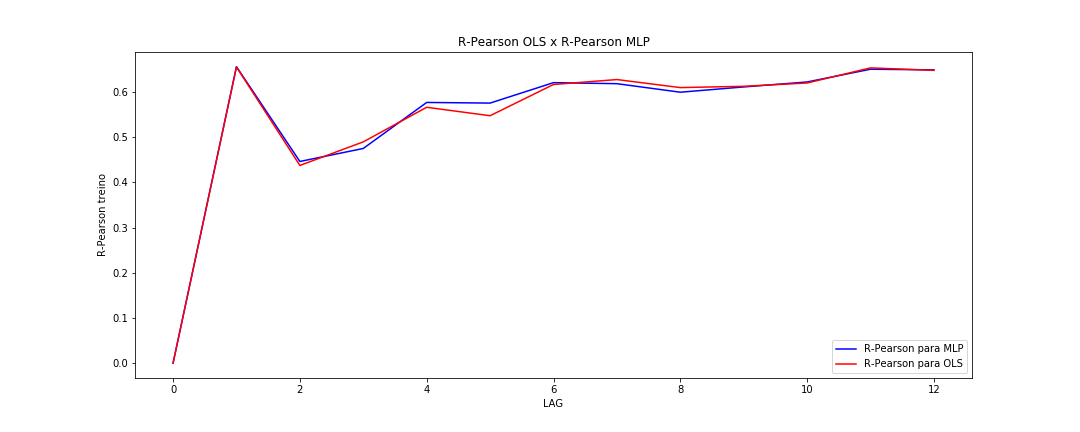 R-Pearson OLS x R-Pearson MLP
R-Pearson treino
0.6
0.5
0.4
0.3
0.2
0.1
0.0
0 2 4 6 8 10 12
LAG
R-Pearson para MLP
R-Pearson para OLS